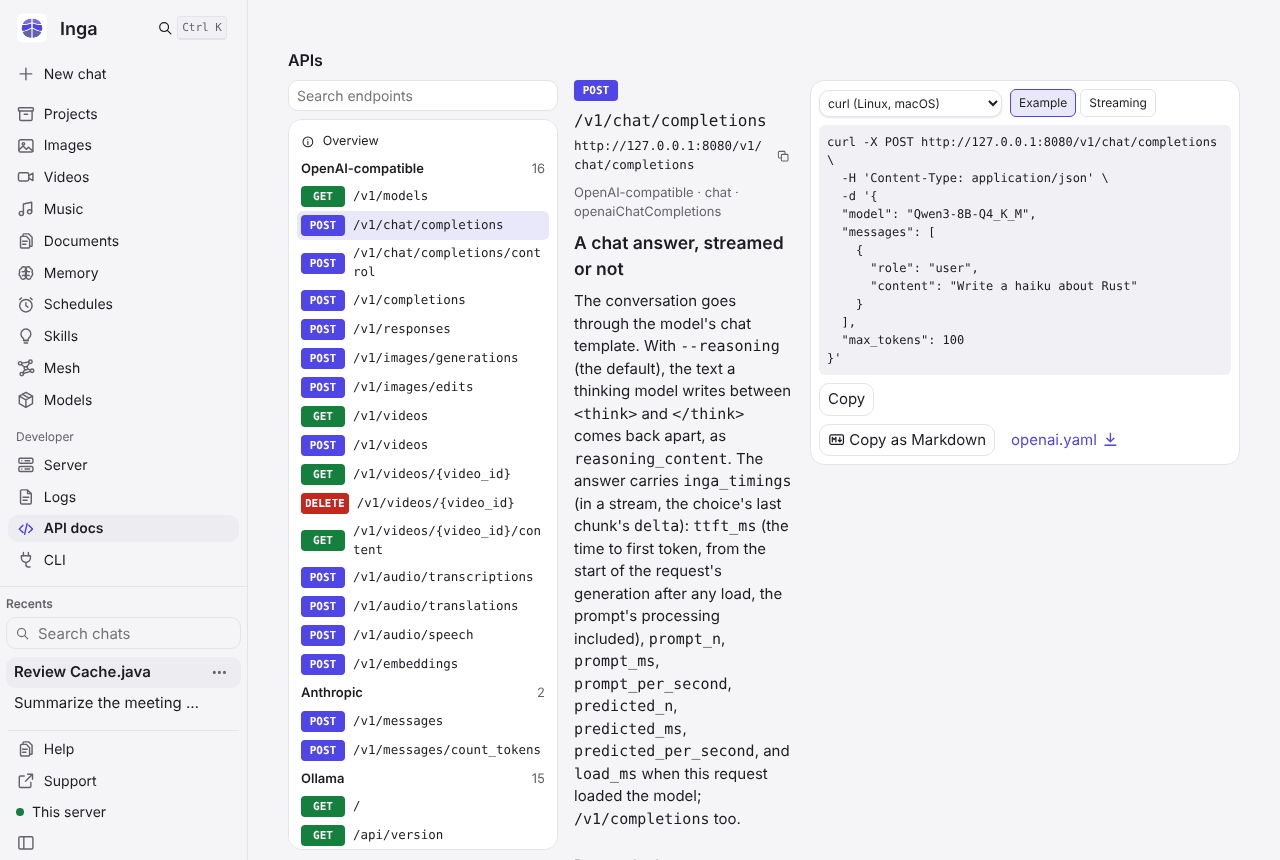 Inga
Ctrl K
New chat
Projects
Images
Videos
Music
Documents
Memory
Schedules
Skills
Mesh
Models
Developer
Server
Logs
API docs
CLI
Recents
Search chats
Review Cache.java
Summarize the meeting ...
Help
Support
This server
APIs
Search endpoints
Overview
OpenAI-compatible 16
GET /v1/models
POST /v1/chat/completions
POST /v1/chat/completions/cont
rol
POST /v1/completions
POST /v1/responses
POST /v1/images/generations
POST /v1/images/edits
GET /v1/videos
POST /v1/videos
GET /v1/videos/{video_id}
DELETE /v1/videos/{video_id}
GET /v1/videos/{video_id}/con
tent
POST /v1/audio/transcriptions
POST /v1/audio/translations
POST /v1/audio/speech
POST /v1/embeddings
Anthropic 2
POST /v1/messages
POST /v1/messages/count_tokens
Ollama 15
GET /
GET /api/version
POST
/v1/chat/completions
http://127.0.0.1:8080/v1/
chat/completions
OpenAI-compatible · chat ·
openaiChatCompletions
A chat answer, streamed
or not
The conversation goes
through the model's chat
template. With --reasoning
(the default), the text a
thinking model writes between
<think> and </think>
comes back apart, as
reasoning_content. The
answer carries inga_timings
(in a stream, the choice's last
chunk's delta): ttft_ms (the
time to first token, from the
start of the request's
generation after any load, the
prompt's processing
included), prompt_n,
prompt_ms,
prompt_per_second,
predicted_n,
predicted_ms,
predicted_per_second, and
load_ms when this request
loaded the model;
/v1/completions too.
curl (Linux, macOS)
Example
Streaming
curl -X POST http://127.0.0.1:8080/v1/chat/completions
\
-H 'Content-Type: application/json' \
-d '{
"model": "Qwen3-8B-Q4_K_M",
"messages": [
{
"role": "user",
"content": "Write a haiku about Rust"
}
],
"max_tokens": 100
}'
Copy
Copy as Markdown
openai.yaml